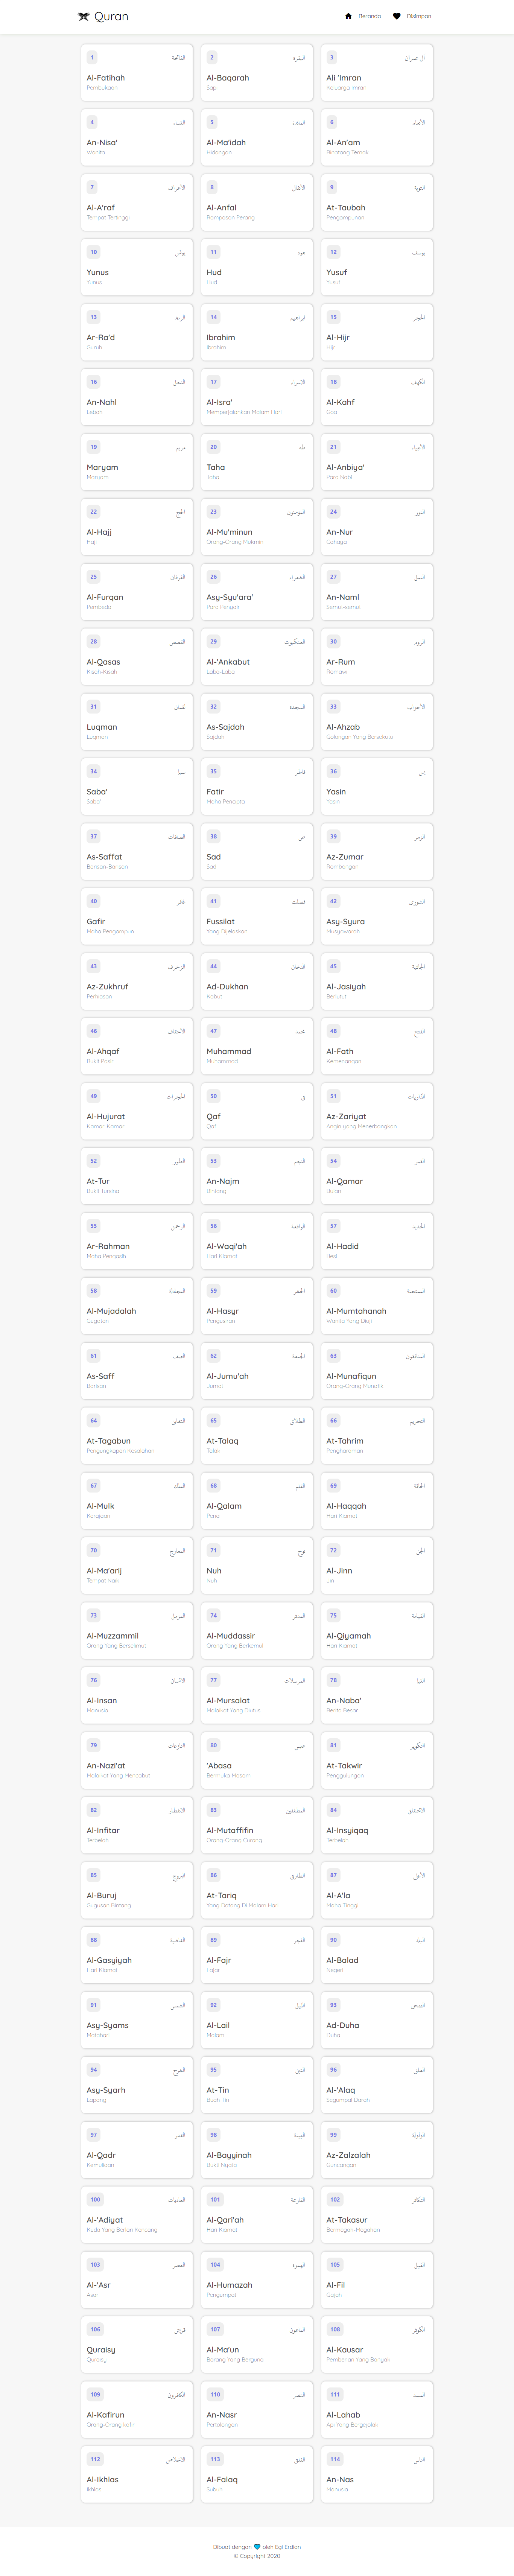 Quran
Beranda
Disimpan
1 الفاتحة
Al-Fatihah
Pembukaan
2 البقرة
Al-Baqarah
Sapi
3 آل عمران
Ali 'Imran
Keluarga Imran
4 النساء
An-Nisa'
Wanita
5 المائدة
Al-Ma'idah
Hidangan
6 الانعام
Al-An'am
Binatang Ternak
7 الأعراف
Al-A'raf
Tempat Tertinggi
8 الأنفال
Al-Anfal
Rampasan Perang
9 التوبة
At-Taubah
Pengampunan
10 يونس
Yunus
Yunus
11 هود
Hud
Hud
12 يوسف
Yusuf
Yusuf
13 الرعد
Ar-Ra'd
Guruh
14 ابراهيم
Ibrahim
Ibrahim
15 الحجر
Al-Hijr
Hijr
16 النحل
An-Nahl
Lebah
17 الاسراء
Al-Isra'
Memperjalankan Malam Hari
18 الكهف
Al-Kahf
Goa
19 مريم
Maryam
Maryam
20 طه
Taha
Taha
21 الانبياء
Al-Anbiya'
Para Nabi
22 الحج
Al-Hajj
Haji
23 المؤمنون
Al-Mu'minun
Orang-Orang Mukmin
24 النور
An-Nur
Cahaya
25 الفرقان
Al-Furqan
Pembeda
26 الشعراء
Asy-Syu'ara'
Para Penyair
27 النمل
An-Naml
Semut-semut
28 القصص
Al-Qasas
Kisah-Kisah
29 العنكبوت
Al-'Ankabut
Laba-Laba
30 الروم
Ar-Rum
Romawi
31 لقمان
Luqman
Luqman
32 السجدة
As-Sajdah
Sajdah
33 الاحزاب
Al-Ahzab
Golongan Yang Bersekutu
34 سبإ
Saba'
Saba'
35 فاطر
Fatir
Maha Pencipta
36 يس
Yasin
Yasin
37 الصافات
As-Saffat
Barisan-Barisan
38 ص
Sad
Sad
39 الزمر
Az-Zumar
Rombongan
40 غافر
Gafir
Maha Pengampun
41 فصلت
Fussilat
Yang Dijelaskan
42 الشورى
Asy-Syura
Musyawarah
43 الزخرف
Az-Zukhruf
Perhiasan
44 الدخان
Ad-Dukhan
Kabut
45 الجاثية
Al-Jasiyah
Berlutut
46 الأحقاف
Al-Ahqaf
Bukit Pasir
47 محمد
Muhammad
Muhammad
48 الفتح
Al-Fath
Kemenangan
49 الحجرات
Al-Hujurat
Kamar-Kamar
50 ق
Qaf
Qaf
51 الذاريات
Az-Zariyat
Angin yang Menerbangkan
52 الطور
At-Tur
Bukit Tursina
53 النجم
An-Najm
Bintang
54 القمر
Al-Qamar
Bulan
55 الرحمن
Ar-Rahman
Maha Pengasih
56 الواقعة
Al-Waqi'ah
Hari Kiamat
57 الحديد
Al-Hadid
Besi
58 المجادلة
Al-Mujadalah
Gugatan
59 الحشر
Al-Hasyr
Pengusiran
60 الممتحنة
Al-Mumtahanah
Wanita Yang Diuji
61 الصف
As-Saff
Barisan
62 الجمعة
Al-Jumu'ah
Jumat
63 المنافقون
Al-Munafiqun
Orang-Orang Munafik
64 التغابن
At-Tagabun
Pengungkapan Kesalahan
65 الطلاق
At-Talaq
Talak
66 التحريم
At-Tahrim
Pengharaman
67 الملك
Al-Mulk
Kerajaan
68 القلم
Al-Qalam
Pena
69 الحاقة
Al-Haqqah
Hari Kiamat
70 المعارج
Al-Ma'arij
Tempat Naik
71 نوح
Nuh
Nuh
72 الجن
Al-Jinn
Jin
73 المزمل
Al-Muzzammil
Orang Yang Berselimut
74 المدثر
Al-Muddassir
Orang Yang Berkemul
75 القيامة
Al-Qiyamah
Hari Kiamat
76 الانسان
Al-Insan
Manusia
77 المرسلات
Al-Mursalat
Malaikat Yang Diutus
78 النبإ
An-Naba'
Berita Besar
79 النازعات
An-Nazi'at
Malaikat Yang Mencabut
80 عبس
'Abasa
Bermuka Masam
81 التكوير
At-Takwir
Penggulungan
82 الانفطار
Al-Infitar
Terbelah
83 المطففين
Al-Mutaffifin
Orang-Orang Curang
84 الانشقاق
Al-Insyiqaq
Terbelah
85 البروج
Al-Buruj
Gugusan Bintang
86 الطارق
At-Tariq
Yang Datang Di Malam Hari
87 الأعلى
Al-A'la
Maha Tinggi
88 الغاشية
Al-Gasyiyah
Hari Kiamat
89 الفجر
Al-Fajr
Fajar
90 البلد
Al-Balad
Negeri
91 الشمس
Asy-Syams
Matahari
92 الليل
Al-Lail
Malam
93 الضحى
Ad-Duha
Duha
94 الشرح
Asy-Syarh
Lapang
95 التين
At-Tin
Buah Tin
96 العلق
Al-'Alaq
Segumpal Darah
97 القدر
Al-Qadr
Kemuliaan
98 البينة
Al-Bayyinah
Bukti Nyata
99 الزلزلة
Az-Zalzalah
Guncangan
100 العاديات
Al-'Adiyat
Kuda Yang Berlari Kencang
101 القارعة
Al-Qari'ah
Hari Kiamat
102 التكاثر
At-Takasur
Bermegah-Megahan
103 العصر
Al-'Asr
Asar
104 الهمزة
Al-Humazah
Pengumpat
105 الفيل
Al-Fil
Gajah
106 قريش
Quraisy
Quraisy
107 الماعون
Al-Ma'un
Barang Yang Berguna
108 الكوثر
Al-Kausar
Pemberian Yang Banyak
109 الكافرون
Al-Kafirun
Orang-Orang kafir
110 النصر
An-Nasr
Pertolongan
111 المسد
Al-Lahab
Api Yang Bergejolak
112 الاخلاص
Al-Ikhlas
Ikhlas
113 الفلق
Al-Falaq
Subuh
114 الناس
An-Nas
Manusia
Dibuat dengan oleh Egi Erdian
© Copyright 2020